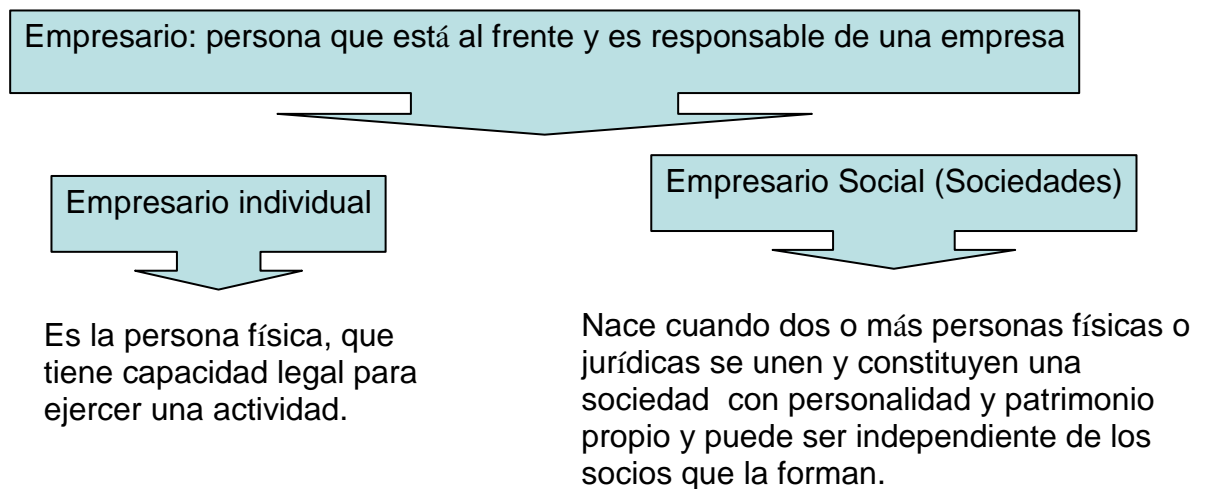 Empresario: persona que está al frente y es responsable de una empresa
Empresario individual
Es la persona física, que
tiene capacidad legal para
ejercer una actividad.
Empresario Social (Sociedades)
Nace cuando dos o más personas físicas o
jurídicas se unen y constituyen una
sociedad con personalidad y patrimonio
propio y puede ser independiente de los
socios que la forman.